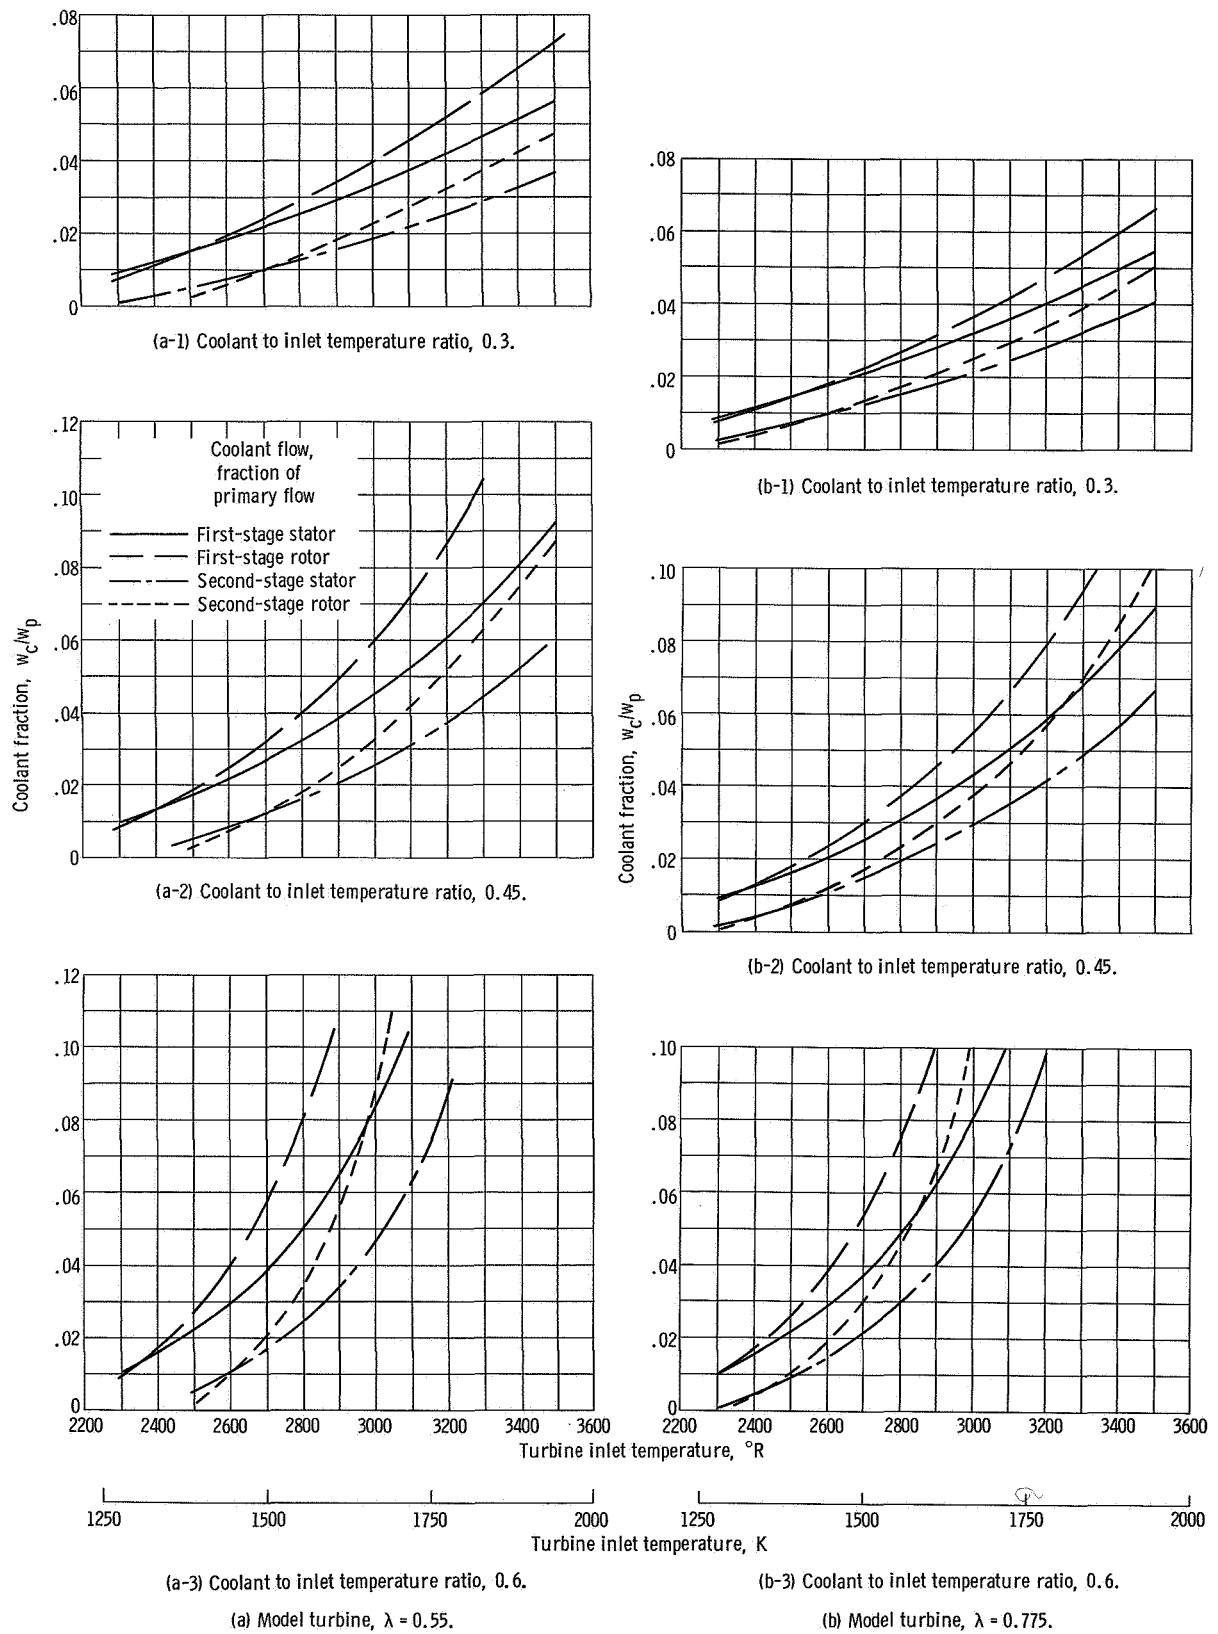 .08
.06
.04
.02
0
(a-1) Coolant to inlet temperature ratio, 0.3.
.08
.06
.04
.02
0
(b-1) Coolant to inlet temperature ratio, 0.3.
.12
.10
.08
.06
.04
.02
0
Coolant flow,
fraction of
primary flow
First-stage stator
First-stage rotor
Second-stage stator
Second-stage rotor
Coolant fraction, wc/wp
(a-2) Coolant to inlet temperature ratio, 0.45.
.10
.08
.06
.04
.02
0
Coolant fraction, wc/wp
(b-2) Coolant to inlet temperature ratio, 0.45.
.12
.10
.08
.06
.04
.02
0
2200 2400 2600 2800 3000 3200 3400 3600
.10
.08
.06
.04
.02
0
2200 2400 2600 2800 3000 3200 3400 3600
Turbine inlet temperature, °R
1250 1500 1750 2000
1250 1500 1750 2000
Turbine inlet temperature, K
(a-3) Coolant to inlet temperature ratio, 0.6.
(b-3) Coolant to inlet temperature ratio, 0.6.
(a) Model turbine, λ = 0.55.
(b) Model turbine, λ = 0.775.